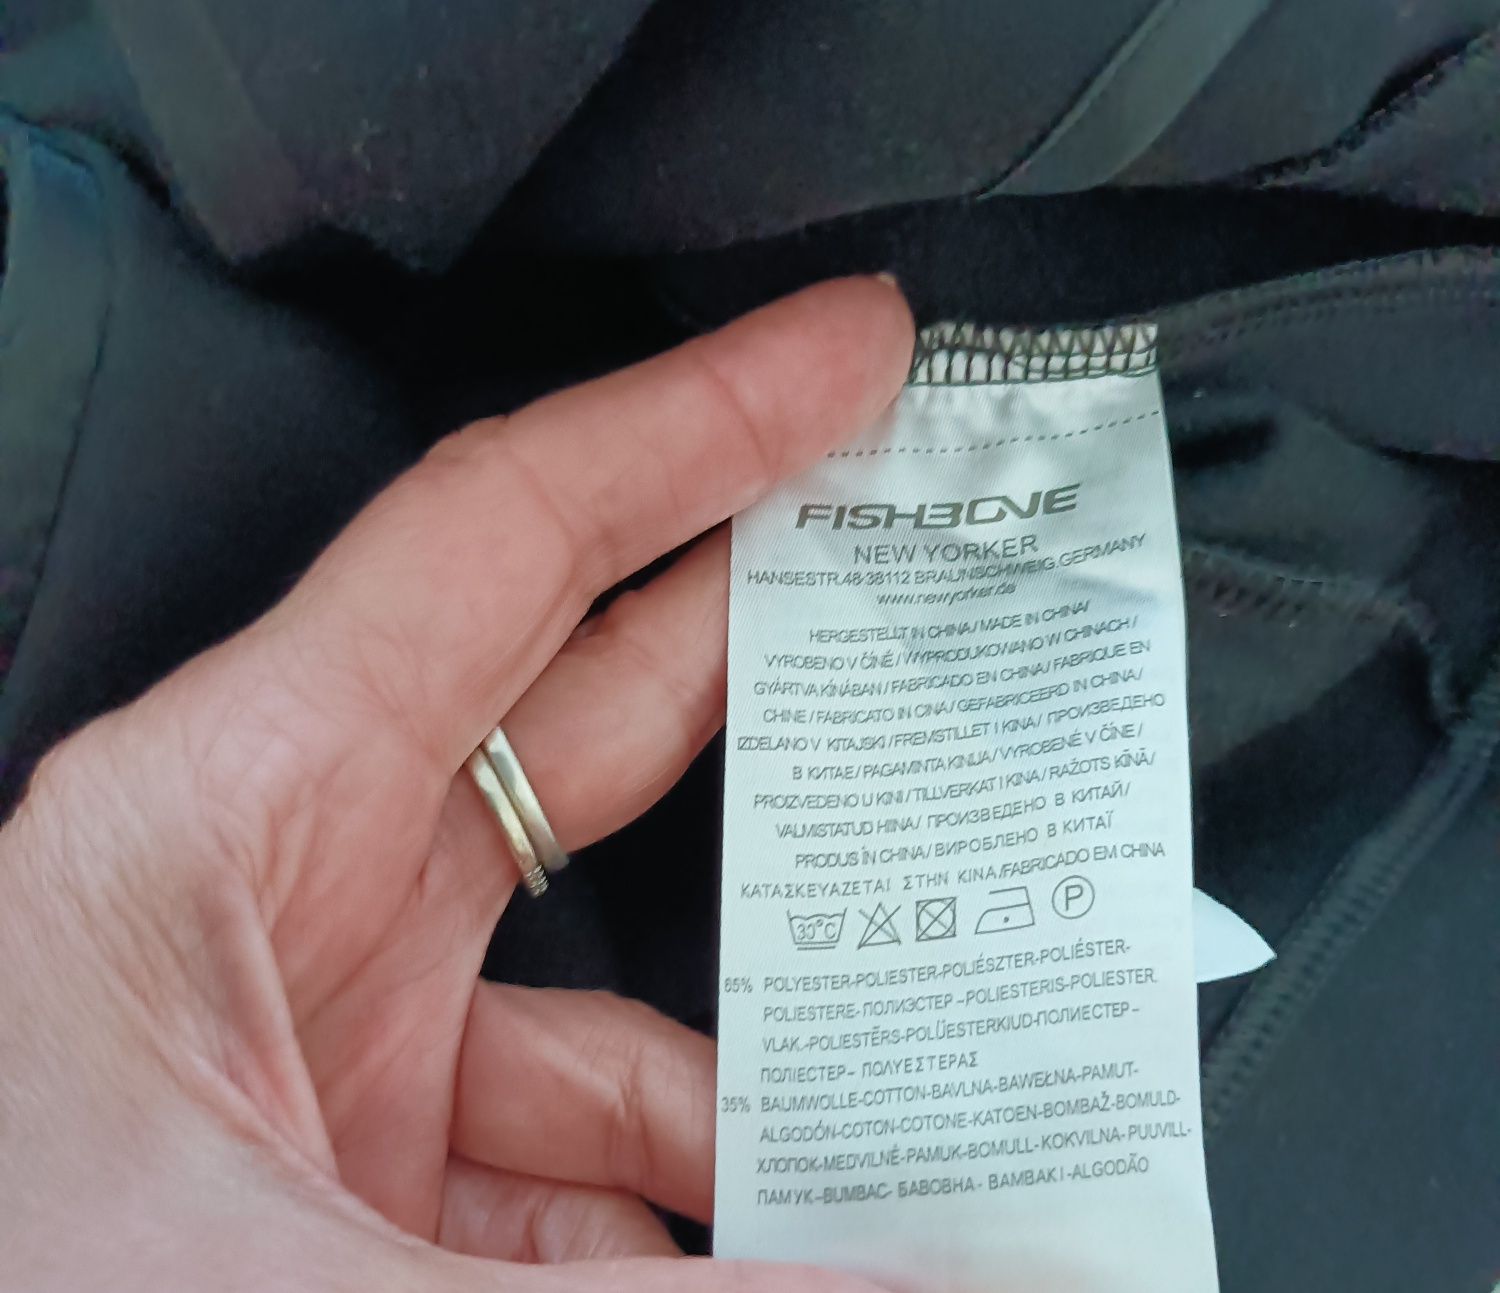 FISHBONE
NEW YORKER
HANSESTR.48·38112 BRAUNSCHWEIG.GERMANY
www.newyorker.de
HERGESTELLT IN CHINA/ MADE IN CHINA/
VYROBENO V ČÍNĚ / WYPRODUKOWANO W CHINACH /
GYÁRTVA KÍNÁBAN / FABRICADO EN CHINA/ FABRIQUE EN
CHINE / FABRICATO IN CINA / GEFABRICEERD IN CHINA/
IZDELANO V KITAJSKI /FREMSTILLET I KINA/ ПРОИЗВЕДЕНО
В КИТАЕ/ PAGAMINTA KINIJA/ VYROBENÉ V ČÍNE /
PROIZVEDENO U KINI / TILLVERKAT I KINA / RAŽOTS ĶĪNĀ/
VALMISTATUD HIINA/ ПРОИЗВЕДЕНО В КИТАЙ/
PRODUS ÎN CHINA/ ВИРОБЛЕНО В КИТАЇ
ΚΑΤΑΣΚΕΥΑΖΕΤΑΙ ΣΤΗΝ ΚΙΝΑ /FABRICADO EM CHINA
30°C P
65% POLYESTER-POLIESTER-POLIÉSZTER-POLIÉSTER-
POLIESTERE-ПОЛИЭСТЕР –POLIESTERIS-POLIESTER.
VLAK.-POLIESTĒRS-POLÜESTERKIUD-ПОЛИЕСТЕР–
ПОЛІЕСТЕР– ΠΟΛΥΕΣΤΕΡΑΣ
35% BAUMWOLLE-COTTON-BAVLNA-BAWEŁNA-PAMUT-
ALGODÓN-COTON-COTONE-KATOEN-BOMBAŽ-BOMULD-
ХЛОПОК-MEDVILNĖ-PAMUK-BOMULL- KOKVILNA- PUUVILL-
ПАМУК–BUMBAC- БАВОВНА - BAMBAKI -ALGODÃO